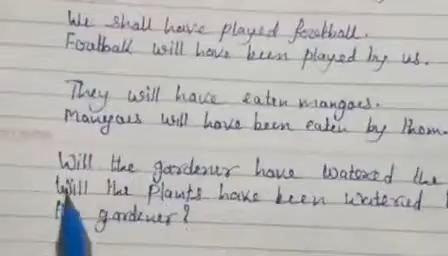 We shall have played football.
Football will have been played by us.
They will have eaten mangoes.
Mangoes will have been eaten by them.
Will the gardener have watered the
Will the Plants have been watered
gardener?